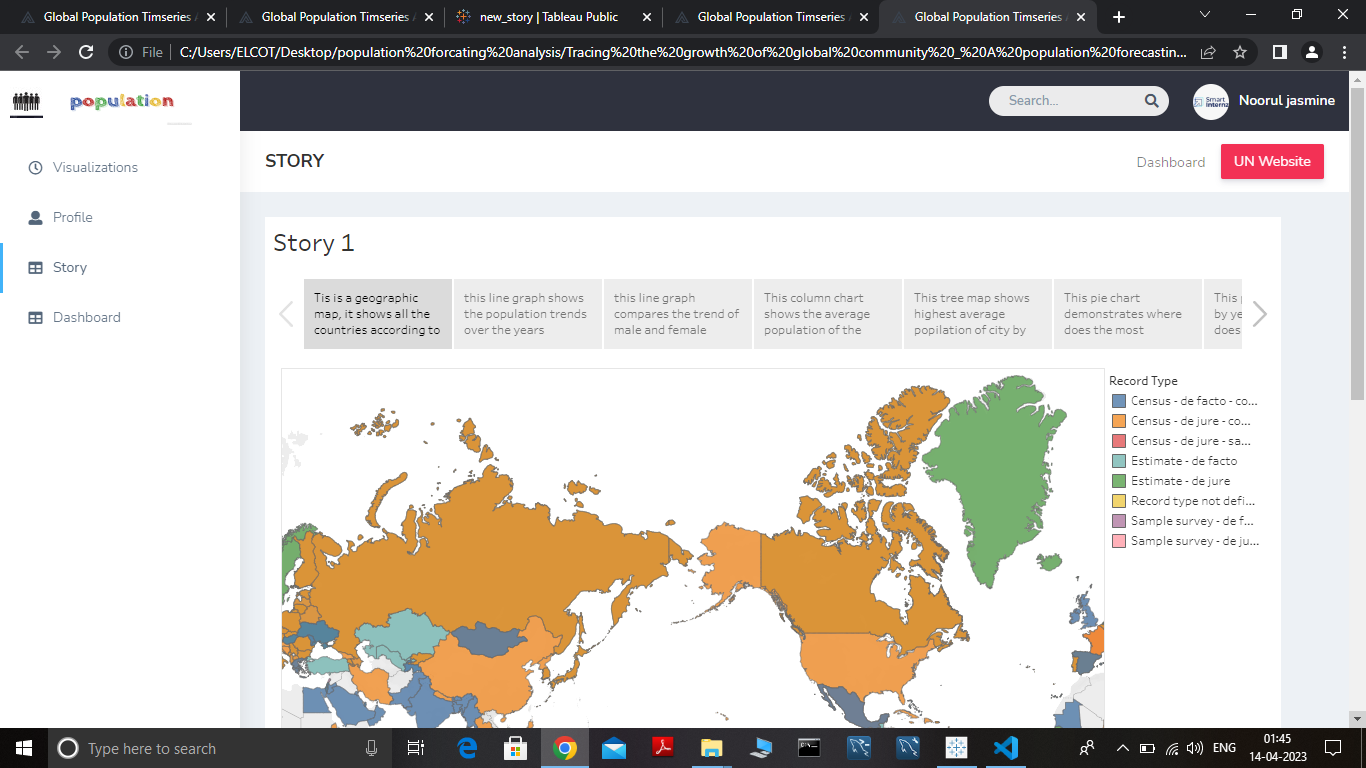 Global Population Timseries
Global Population Timseries
new_story | Tableau Public
Global Population Timseries
Global Population Timseries
File
C:/Users/ELCOT/Desktop/population%20forcating%20analysis/Tracing%20the%20growth%20of%20global%20community%20_%20A%20population%20forecastin...
population
Search...
Smart
Internz
Noorul jasmine
Visualizations
Profile
Story
Dashboard
STORY
Dashboard
UN Website
Story 1
Tis is a geographic
map, it shows all the
countries according to
this line graph shows
the population trends
over the years
this line graph
compares the trend of
male and female
This column chart
shows the average
population of the
This tree map shows
highest average
popilation of city by
This pie chart
demonstrates where
does the most
This
by ye
does
Record Type
Census - de facto - co...
Census - de jure - co...
Census - de jure - sa...
Estimate - de facto
Estimate - de jure
Record type not defi...
Sample survey - de f...
Sample survey - de ju...
Type here to search
ENG
01:45
14-04-2023